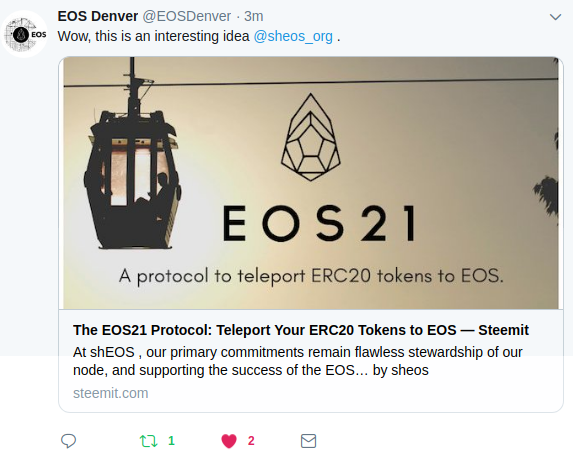 EOS Denver @EOSDenver · 3m
EOS
Wow, this is an interesting idea @sheos_org .
EOS21
A protocol to teleport ERC20 tokens to EOS.
The EOS21 Protocol: Teleport Your ERC20 Tokens to EOS — Steemit
At shEOS , our primary commitments remain flawless stewardship of our
node, and supporting the success of the EOS… by sheos
steemit.com
1 2